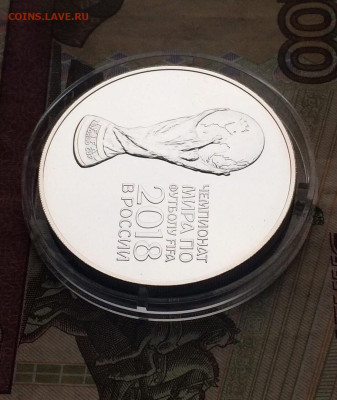 COINS.LAVE.RU
ЧЕМПИОНАТ
МИРА ПО
ФУТБОЛУ FIFA
2018
В РОССИИ